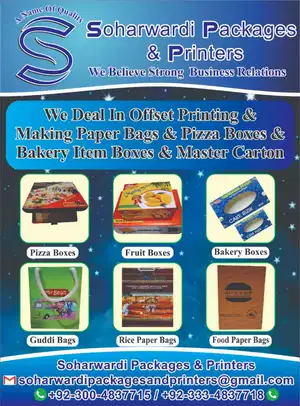 A Name Of Quality
S
Soharwardi Packages
& Printers
We Believe Strong Business Relations
We Deal In Offset Printing &
Making Paper Bags & Pizza Boxes &
Bakery Item Boxes & Master Carton
CAKE RUSK
Pizza Boxes
Fruit Boxes
Bakery Boxes
Guddi Bags
Rice Paper Bags
Food Paper Bags
Soharwardi Packages & Printers
soharwardipackagesandprinters@gmail.com
+92-300-4837715 / +92-333-4837718